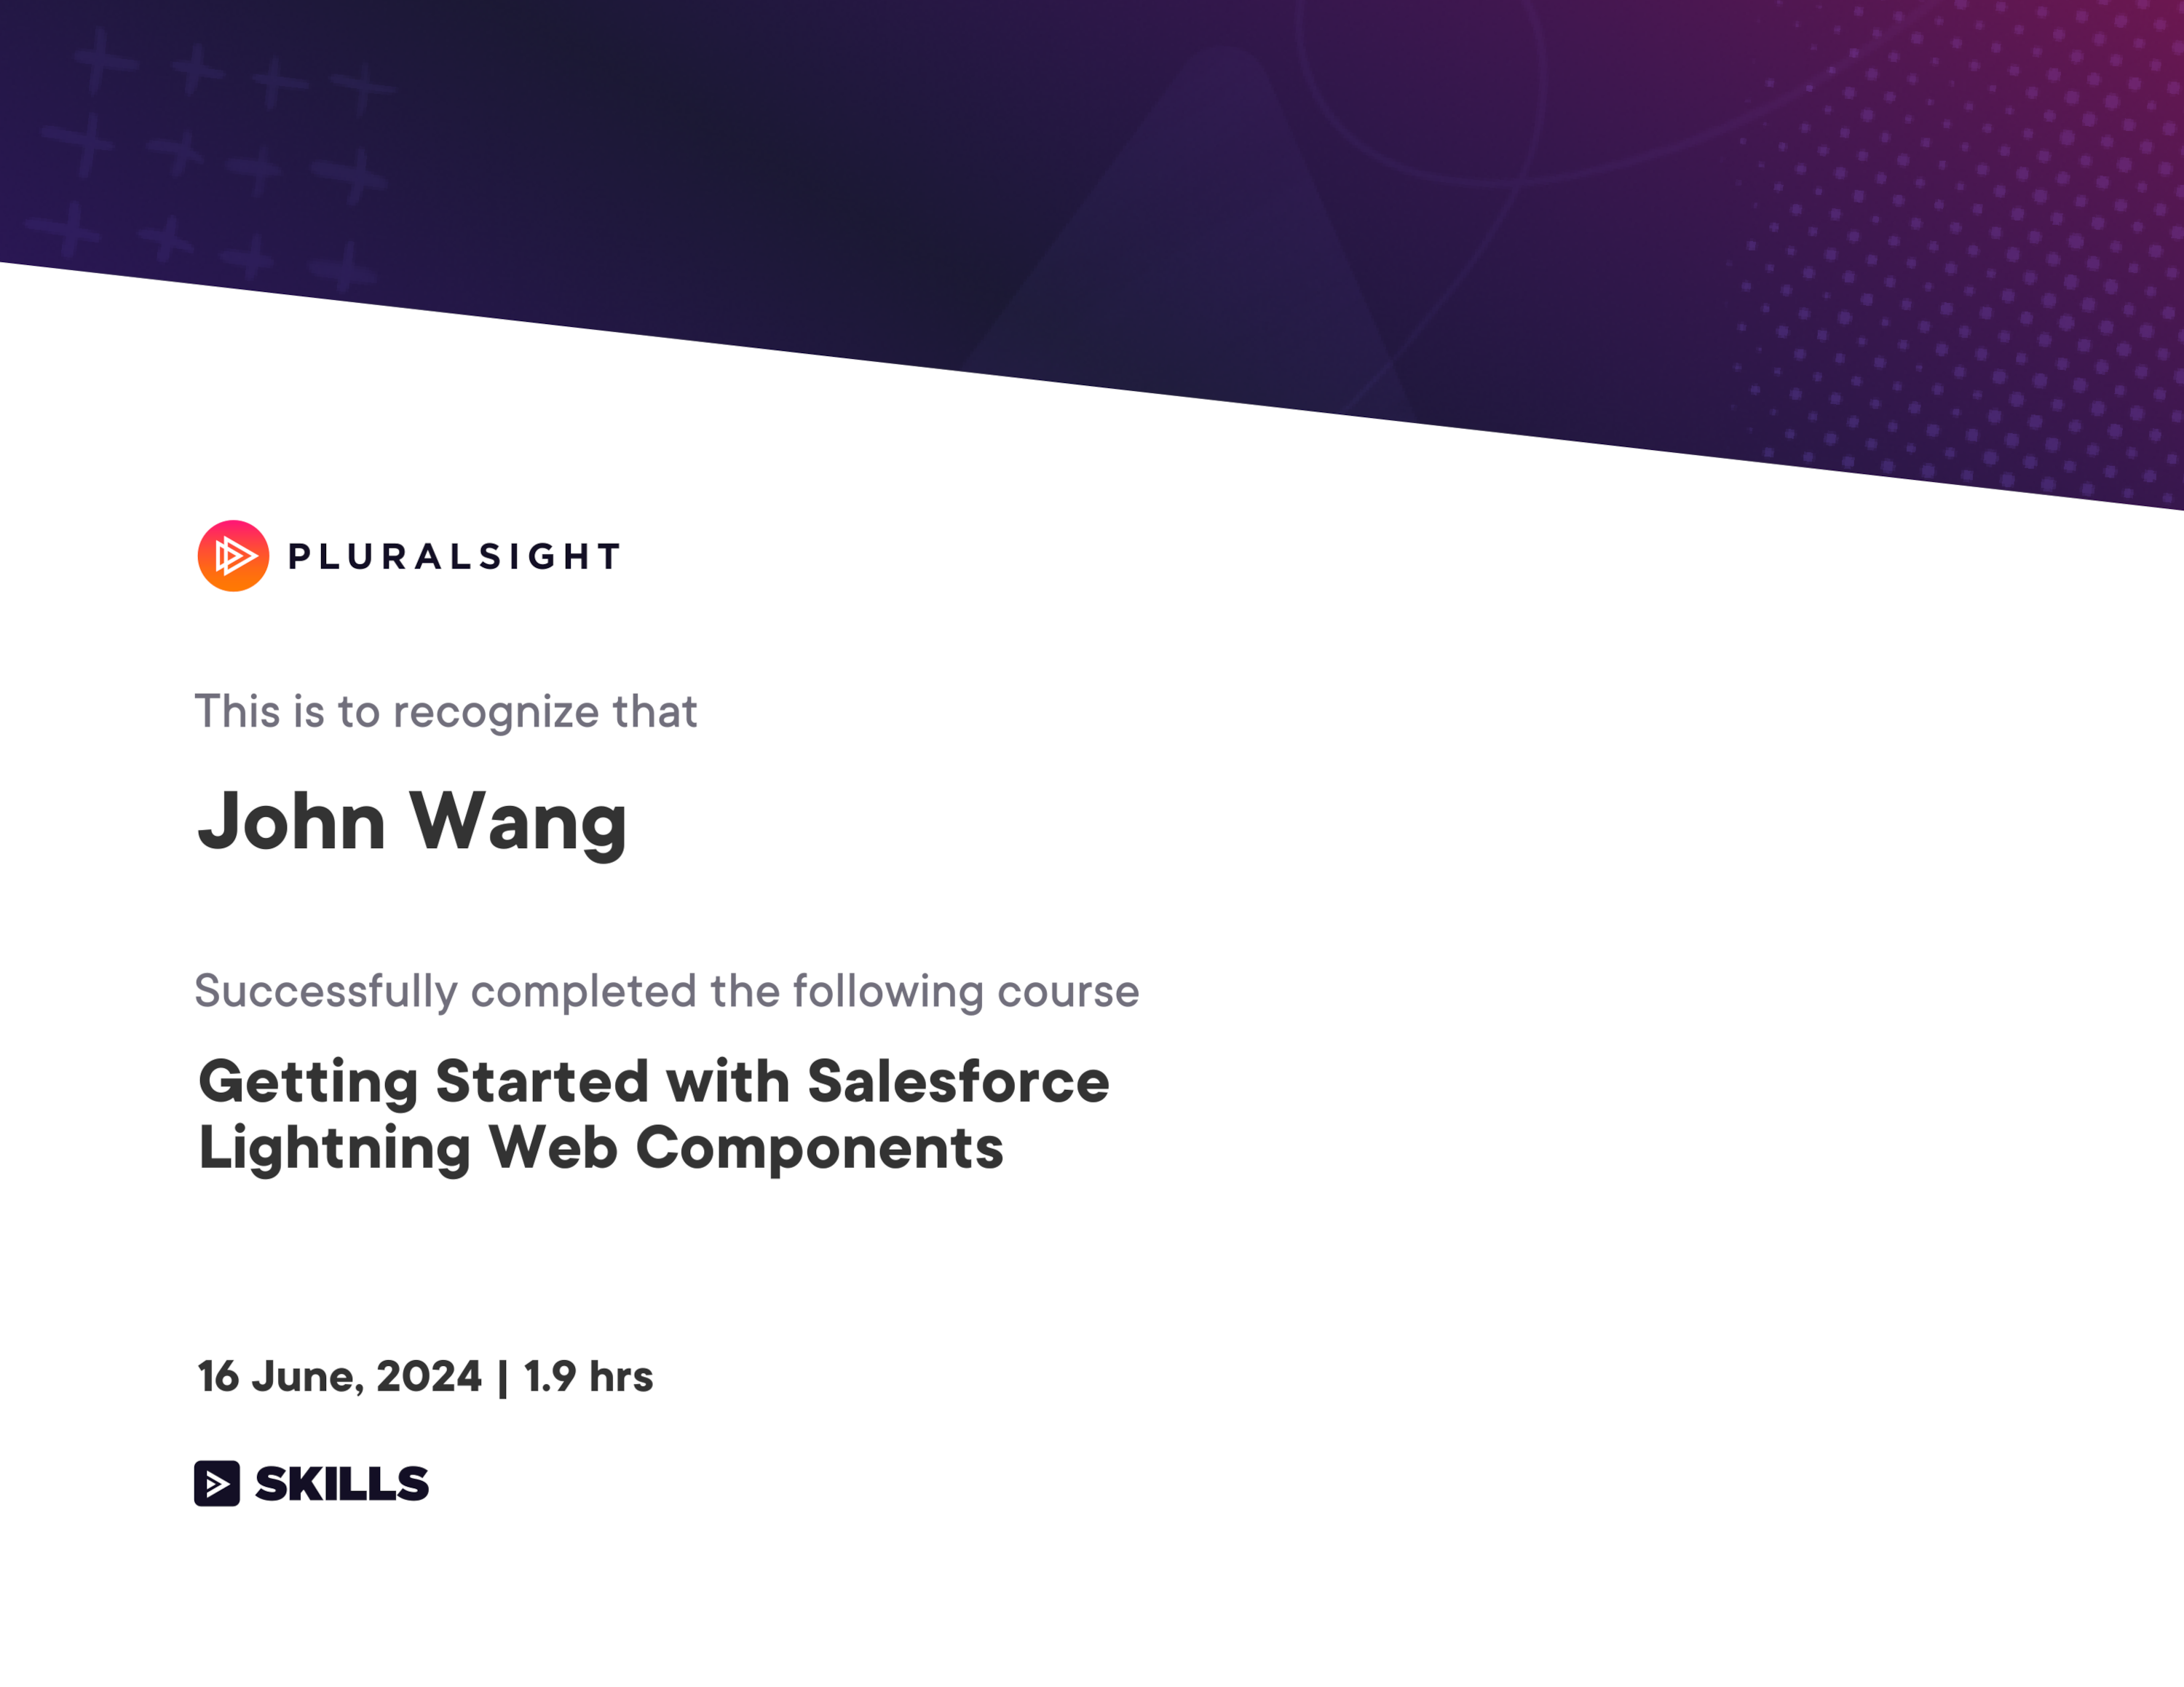 PLURALSIGHT
This is to recognize that
John Wang
Successfully completed the following course
Getting Started with Salesforce
Lightning Web Components
16 June, 2024 | 1.9 hrs
SKILLS